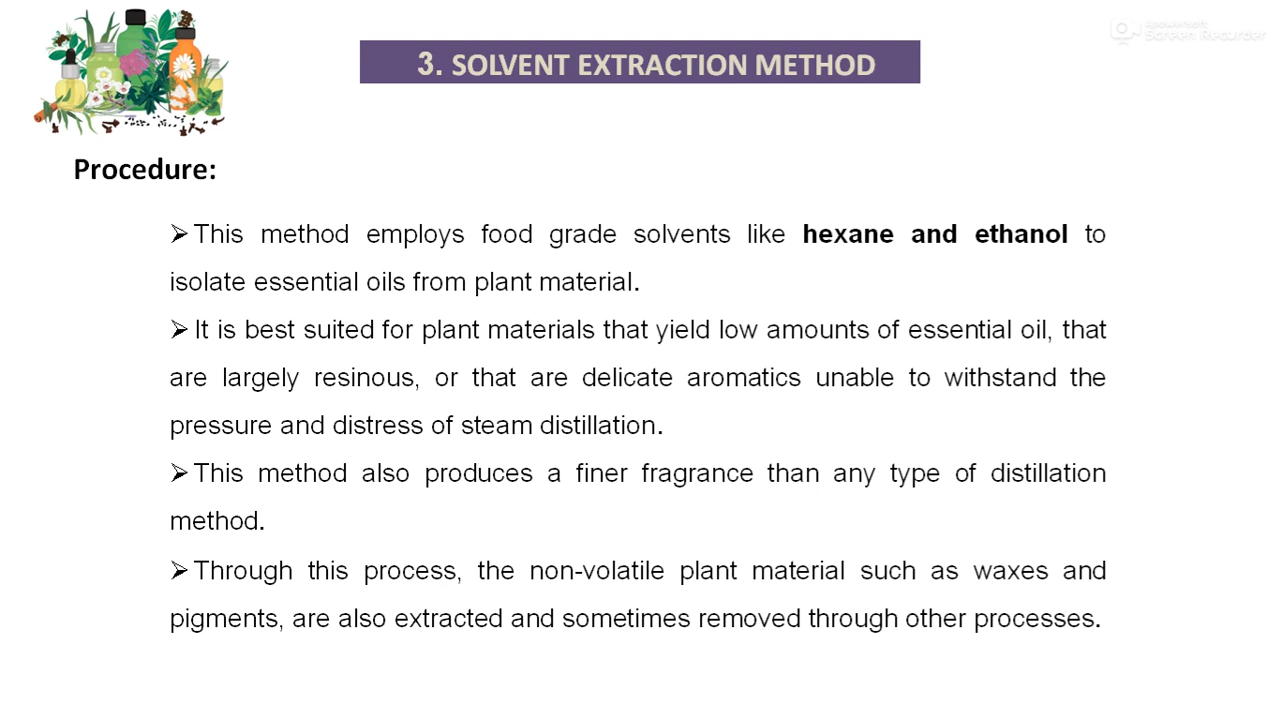 3. SOLVENT EXTRACTION METHOD
Screen Recorder
Procedure:
➢ This method employs food grade solvents like hexane and ethanol to
isolate essential oils from plant material.
➢ It is best suited for plant materials that yield low amounts of essential oil, that
are largely resinous, or that are delicate aromatics unable to withstand the
pressure and distress of steam distillation.
➢ This method also produces a finer fragrance than any type of distillation
method.
➢ Through this process, the non-volatile plant material such as waxes and
pigments, are also extracted and sometimes removed through other processes.